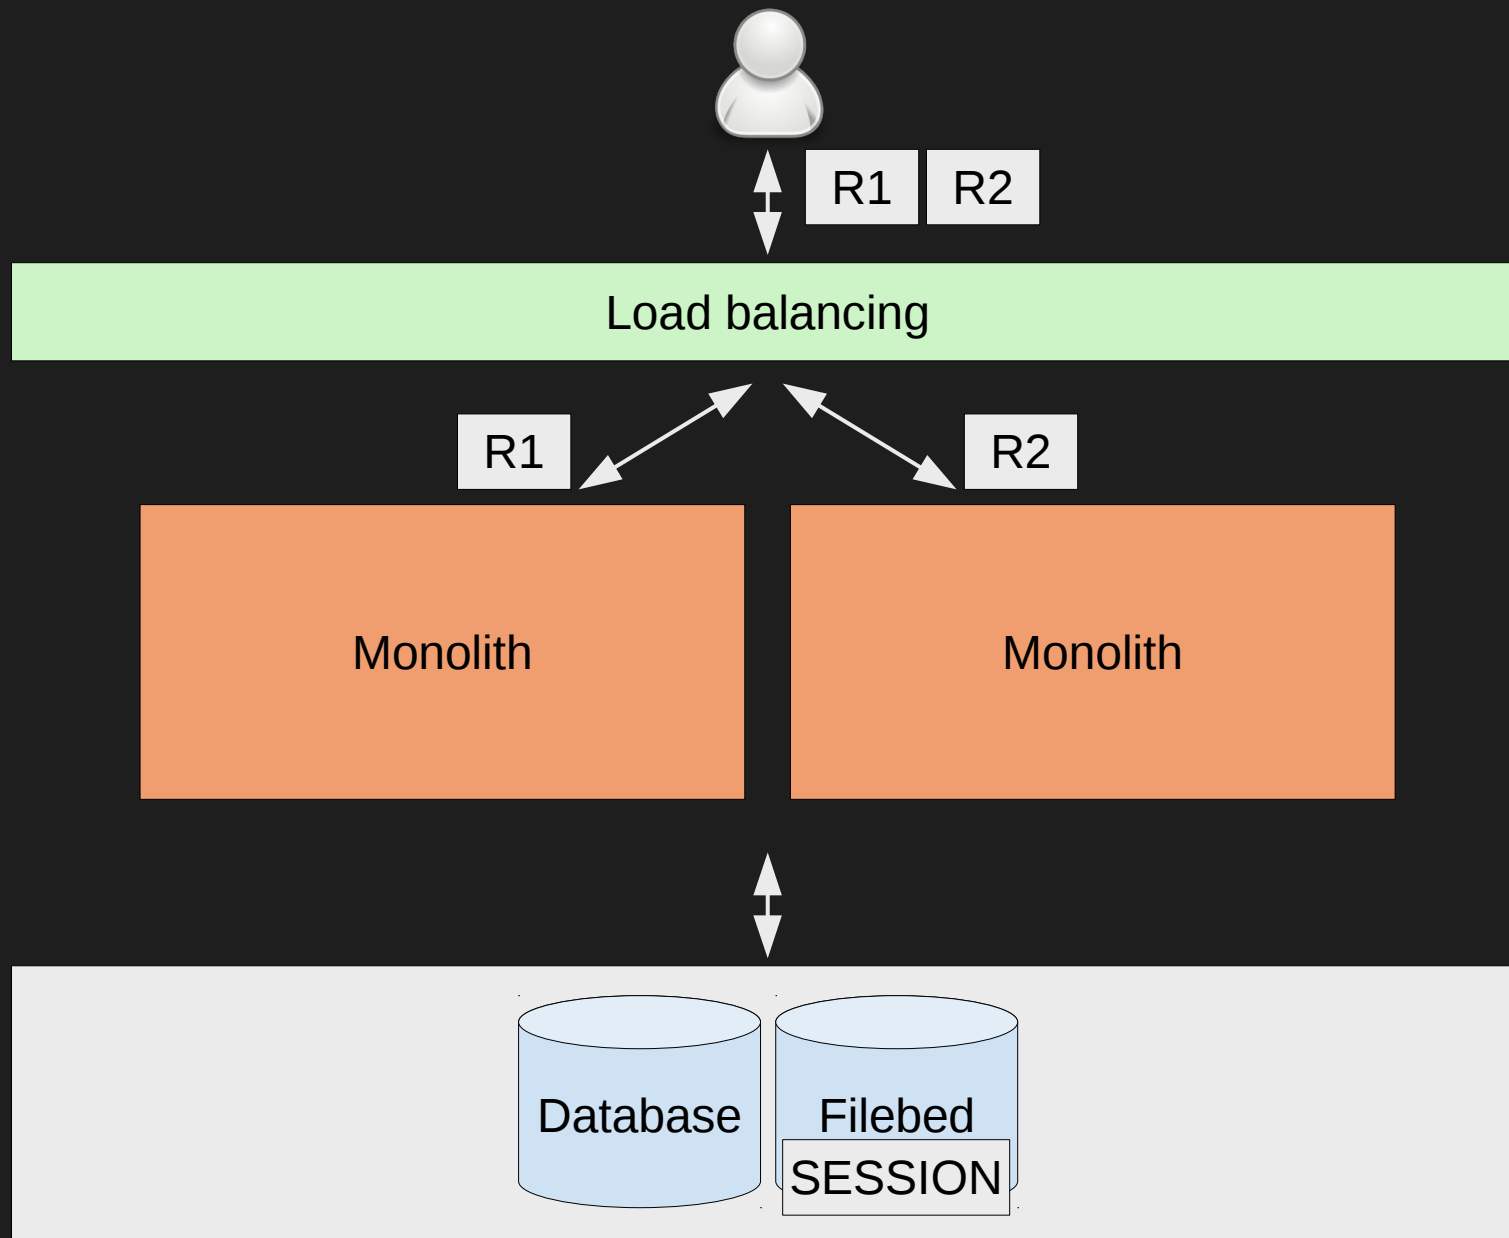 R1
R2
Load balancing
R1
R2
Monolith
Monolith
Database
Filebed
SESSION